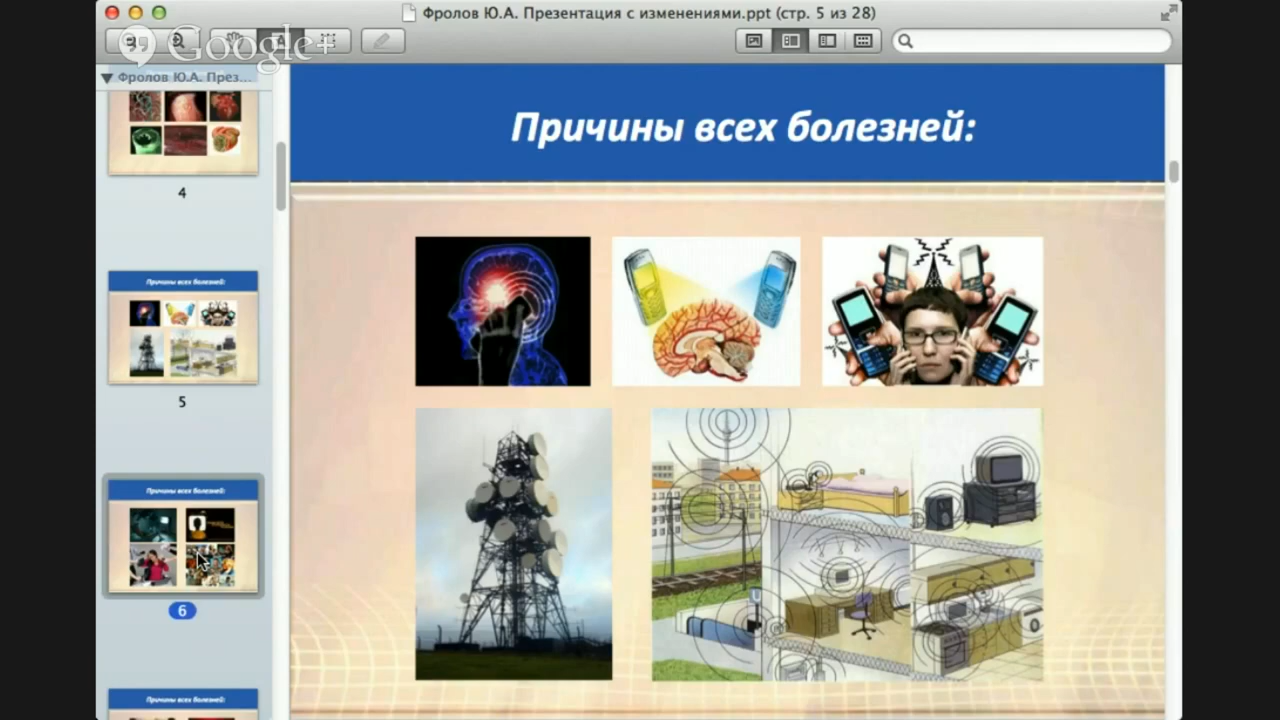 Фролов Ю.А. Презентация с изменениями.ppt (стр. 5 из 28)
Google+
Фролов Ю.А. През...
Причины всех болезней:
4
Причины всех болезней:
5
Причины всех болезней:
6
Причины всех болезней: